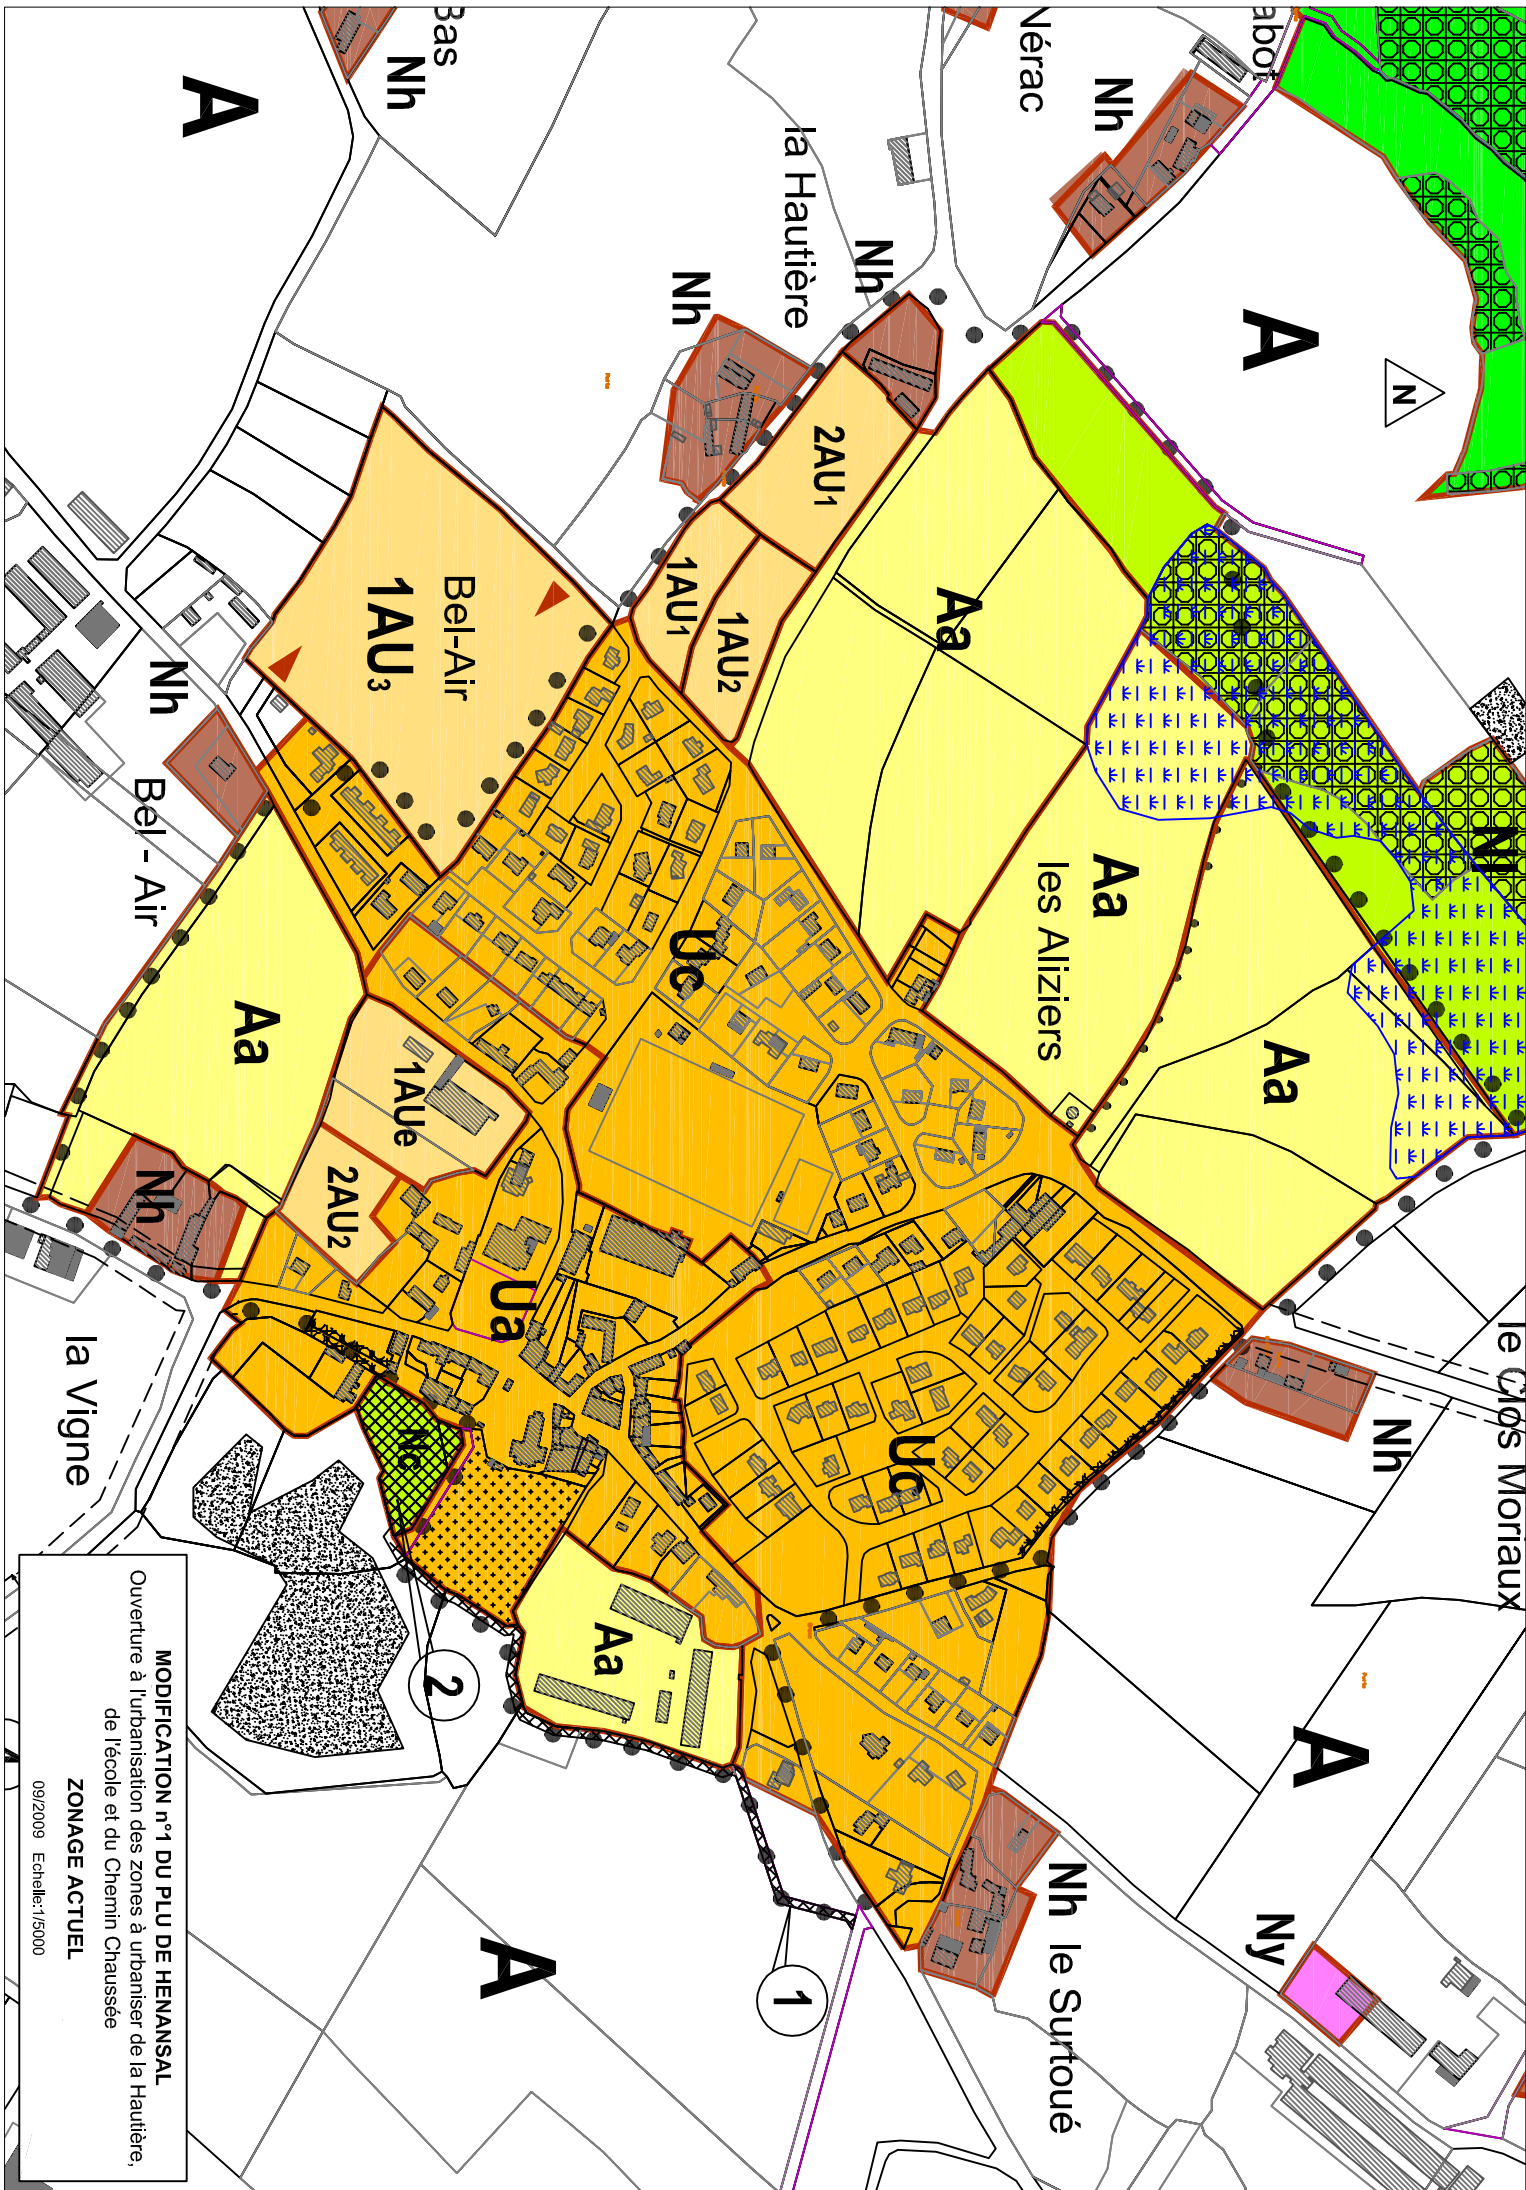 MODIFICATION n°1 DU PLU DE HENANSAL
Ouverture à l'urbanisation des zones à urbaniser de la Hautière,
de l'école et du Chemin Chaussée
ZONAGE ACTUEL
09/2009 Echelle:1/5000
abot
Nérac
Bas
Nh
Nh
A
A
N
la Hautière
Nh
Nh
2AU1
1AU1
1AU2
Aa
Bel-Air
1AU3
Nh
Bel - Air
Uc
Aa
les Aliziers
Aa
Aa
1AUe
2AU2
Nh
Ua
Uc
la Vigne
Nc
le Clos Moriaux
Nh
Aa
2
A
Nh
le Surtoué
Ny
1
A